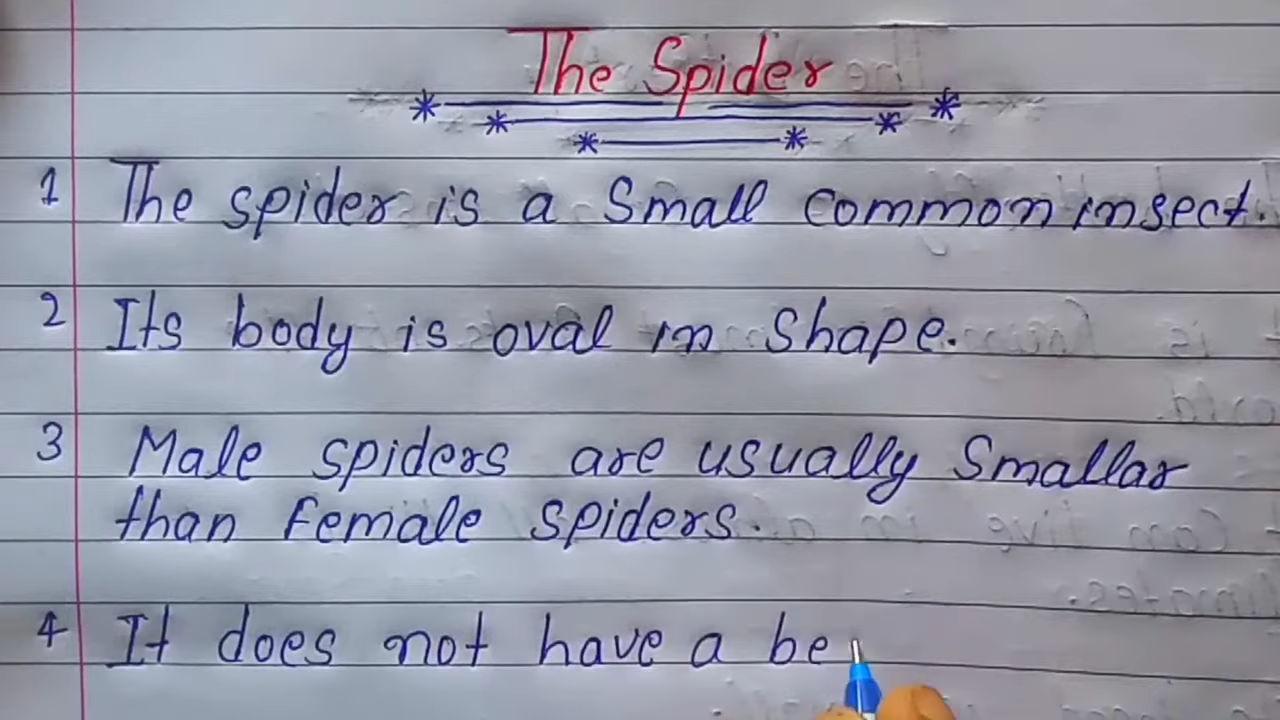 The Spider
1 The spider is a Small common insect.
2 Its body is oval in Shape.
3 Male spiders are usually Smallar
than Female spiders.
4 It does not have a be